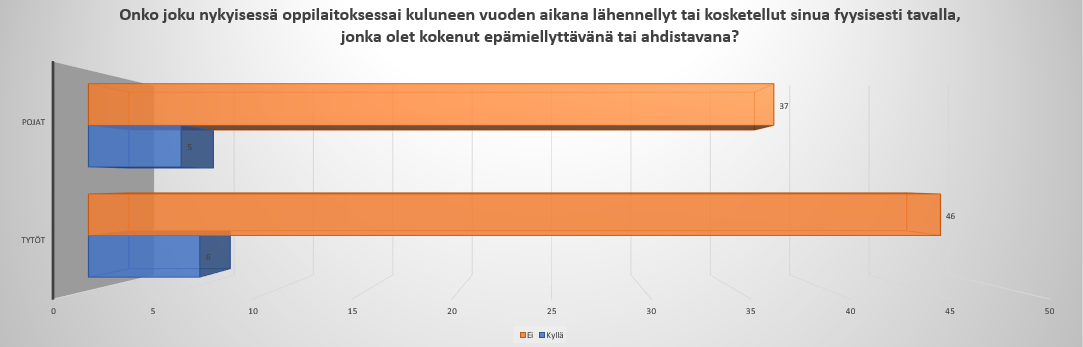 Onko joku nykyisessä oppilaitoksessai kuluneen vuoden aikana lähennellyt tai kosketellut sinua fyysisesti tavalla,
jonka olet kokenut epämiellyttävänä tai ahdistavana?
37
POJAT
5
46
TYTÖT
6
0 5 10 15 20 25 30 35 40 45 50
Ei Kyllä